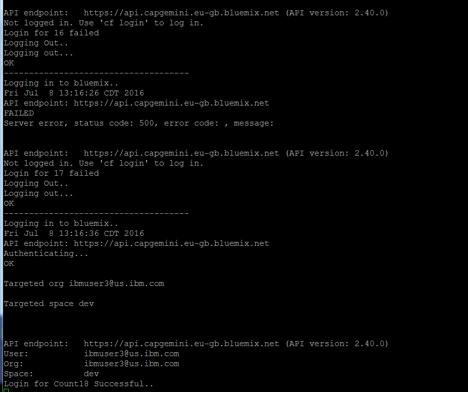 API endpoint:   https://api.capgemini.eu-gb.bluemix.net (API version: 2.40.0)
Not logged in. Use 'cf login' to log in.
Login for 16 failed
Logging Out..
Logging out...
OK
-------------------------------------
Logging in to bluemix..
Fri Jul  8 13:16:26 CDT 2016
API endpoint: https://api.capgemini.eu-gb.bluemix.net
FAILED
Server error, status code: 500, error code: , message:
API endpoint:   https://api.capgemini.eu-gb.bluemix.net (API version: 2.40.0)
Not logged in. Use 'cf login' to log in.
Login for 17 failed
Logging Out..
Logging out...
OK
-------------------------------------
Logging in to bluemix..
Fri Jul  8 13:16:36 CDT 2016
API endpoint: https://api.capgemini.eu-gb.bluemix.net
Authenticating...
OK
Targeted org ibmuser3@us.ibm.com
Targeted space dev
API endpoint:   https://api.capgemini.eu-gb.bluemix.net (API version: 2.40.0)
User:           ibmuser3@us.ibm.com
Org:            ibmuser3@us.ibm.com
Space:          dev
Login for Count18 Successful..